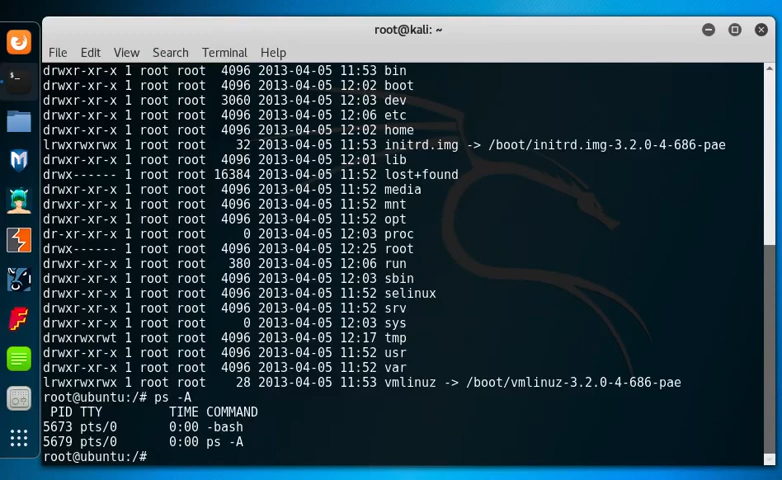 root@kali: ~
File Edit View Search Terminal Help
drwxr-xr-x 1 root root  4096 2013-04-05 11:53 bin
drwxr-xr-x 1 root root  4096 2013-04-05 12:02 boot
drwxr-xr-x 1 root root  3060 2013-04-05 12:03 dev
drwxr-xr-x 1 root root  4096 2013-04-05 12:06 etc
drwxr-xr-x 1 root root  4096 2013-04-05 12:02 home
lrwxrwxrwx 1 root root    32 2013-04-05 11:53 initrd.img -> /boot/initrd.img-3.2.0-4-686-pae
drwxr-xr-x 1 root root  4096 2013-04-05 12:01 lib
drwx------ 1 root root 16384 2013-04-05 11:52 lost+found
drwxr-xr-x 1 root root  4096 2013-04-05 11:52 media
drwxr-xr-x 1 root root  4096 2013-04-05 11:52 mnt
drwxr-xr-x 1 root root  4096 2013-04-05 11:52 opt
dr-xr-xr-x 1 root root     0 2013-04-05 12:03 proc
drwx------ 1 root root  4096 2013-04-05 12:25 root
drwxr-xr-x 1 root root   380 2013-04-05 12:06 run
drwxr-xr-x 1 root root  4096 2013-04-05 12:03 sbin
drwxr-xr-x 1 root root  4096 2013-04-05 11:52 selinux
drwxr-xr-x 1 root root  4096 2013-04-05 11:52 srv
drwxr-xr-x 1 root root     0 2013-04-05 12:03 sys
drwxrwxrwt 1 root root  4096 2013-04-05 12:17 tmp
drwxr-xr-x 1 root root  4096 2013-04-05 11:52 usr
drwxr-xr-x 1 root root  4096 2013-04-05 11:52 var
lrwxrwxrwx 1 root root    28 2013-04-05 11:53 vmlinuz -> /boot/vmlinuz-3.2.0-4-686-pae
root@ubuntu:/# ps -A
 PID TTY       TIME COMMAND
5673 pts/0     0:00 -bash
5679 pts/0     0:00 ps -A
root@ubuntu:/#